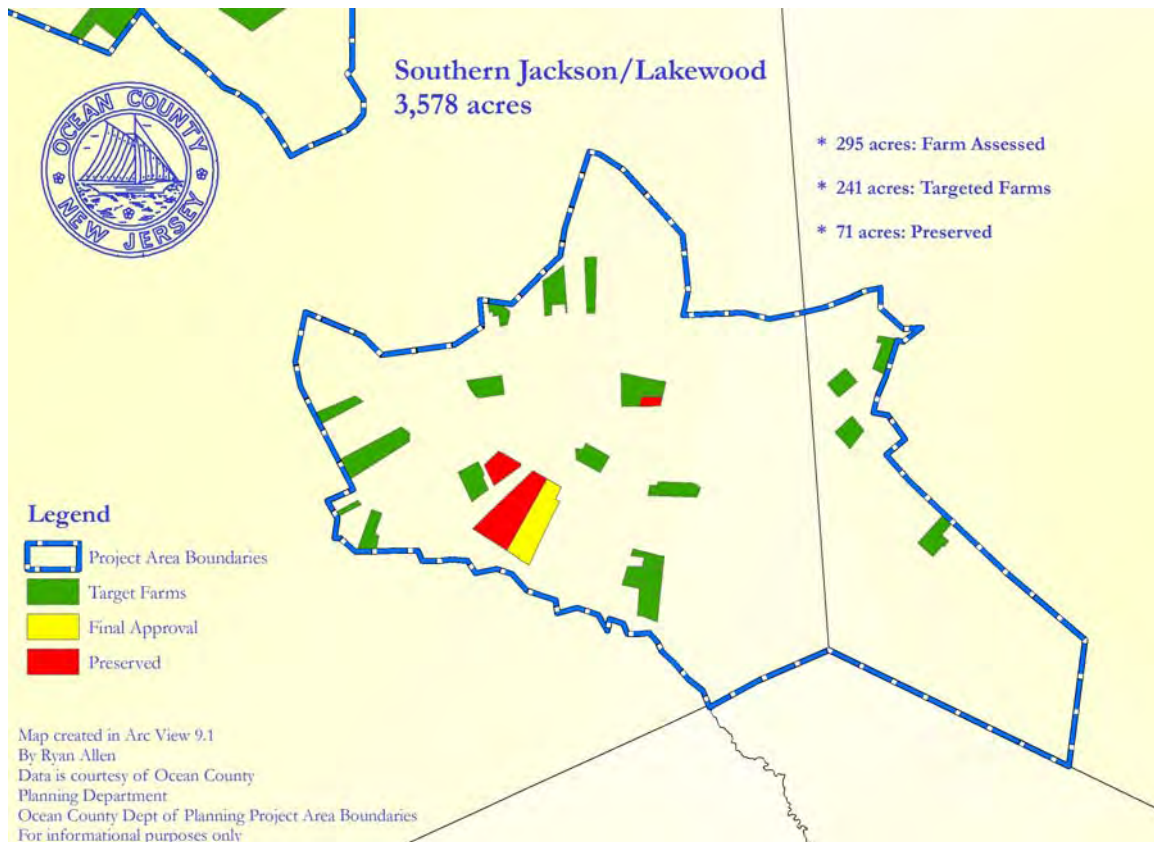 Southern Jackson/Lakewood
3,578 acres
OCEAN COUNTY
NEW JERSEY
* 295 acres: Farm Assessed
* 241 acres: Targeted Farms
* 71 acres: Preserved
Legend
Project Area Boundaries
Target Farms
Final Approval
Preserved
Map created in Arc View 9.1
By Ryan Allen
Data is courtesy of Ocean County
Planning Department
Ocean County Dept of Planning Project Area Boundaries
For informational purposes only